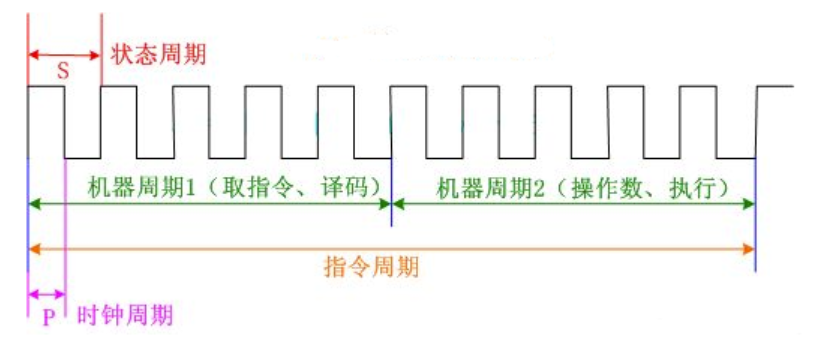 状态周期
S
机器周期1（取指令、译码）
机器周期2（操作数、执行）
指令周期
P
时钟周期